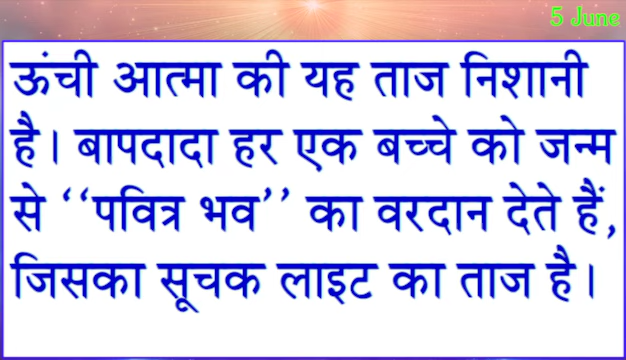 5 June
ऊंची आत्मा की यह ताज निशानी
है। बापदादा हर एक बच्चे को जन्म
से ‘‘पवित्र भव’’ का वरदान देते हैं,
जिसका सूचक लाइट का ताज है।